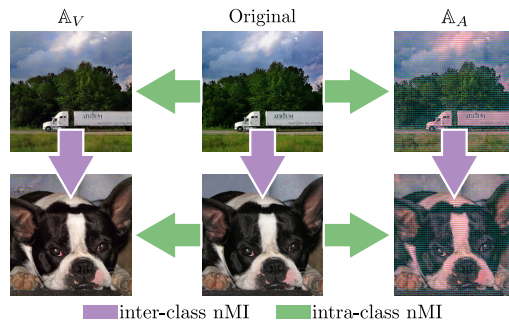 𝔸_V Original 𝔸_A
inter-class nMI intra-class nMI